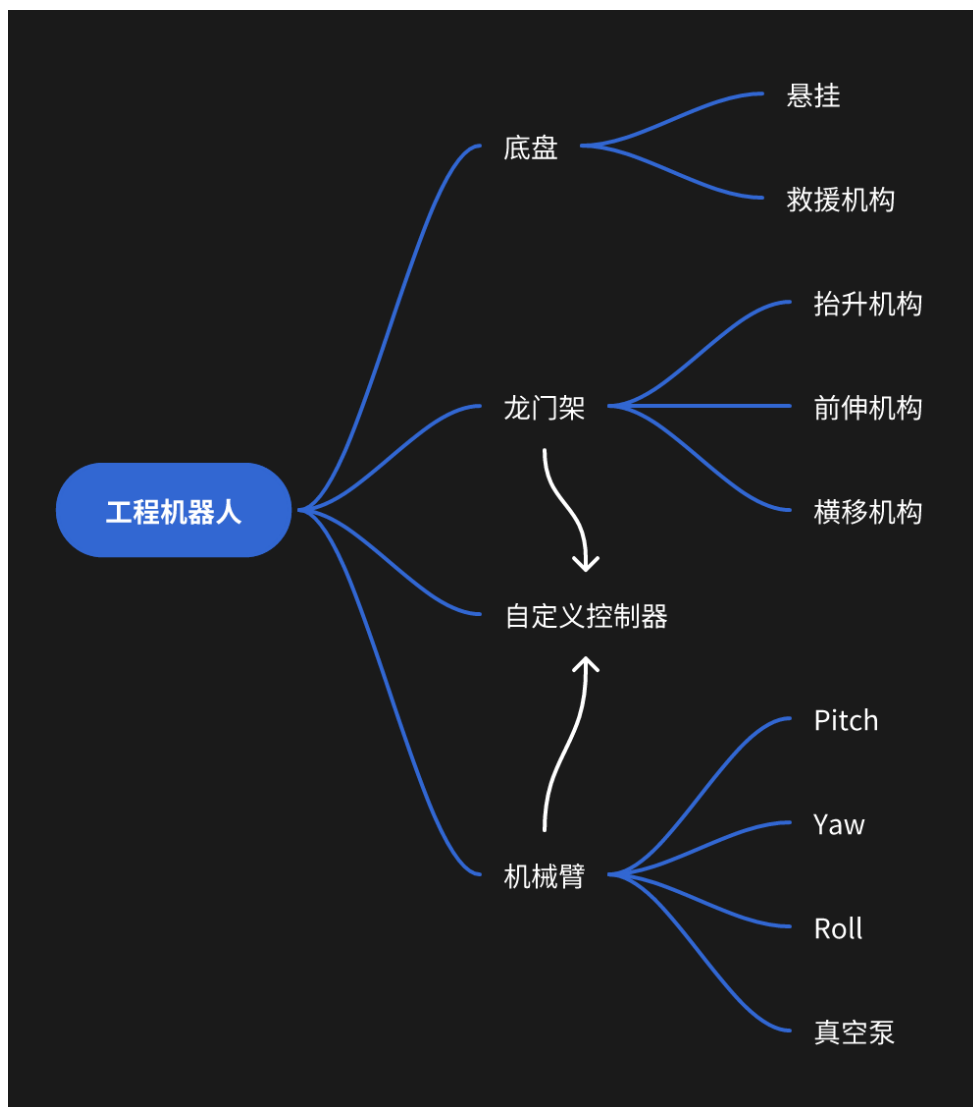 工程机器人
底盘
悬挂
救援机构
龙门架
抬升机构
前伸机构
横移机构
自定义控制器
机械臂
Pitch
Yaw
Roll
真空泵